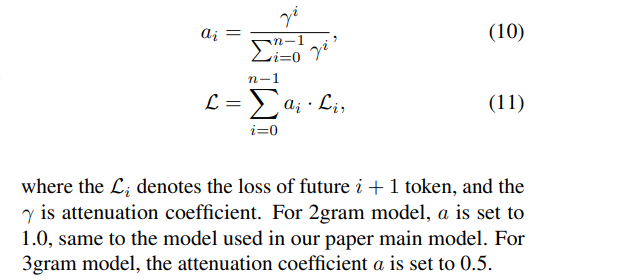 a_i = \frac{\gamma^i}{\sum_{i=0}^{n-1} \gamma^i}, (10)
\mathcal{L} = \sum_{i=0}^{n-1} a_i \cdot \mathcal{L}_i, (11)
where the \mathcal{L}_i denotes the loss of future i + 1 token, and the
γ is attenuation coefficient. For 2gram model, a is set to
1.0, same to the model used in our paper main model. For
3gram model, the attenuation coefficient a is set to 0.5.